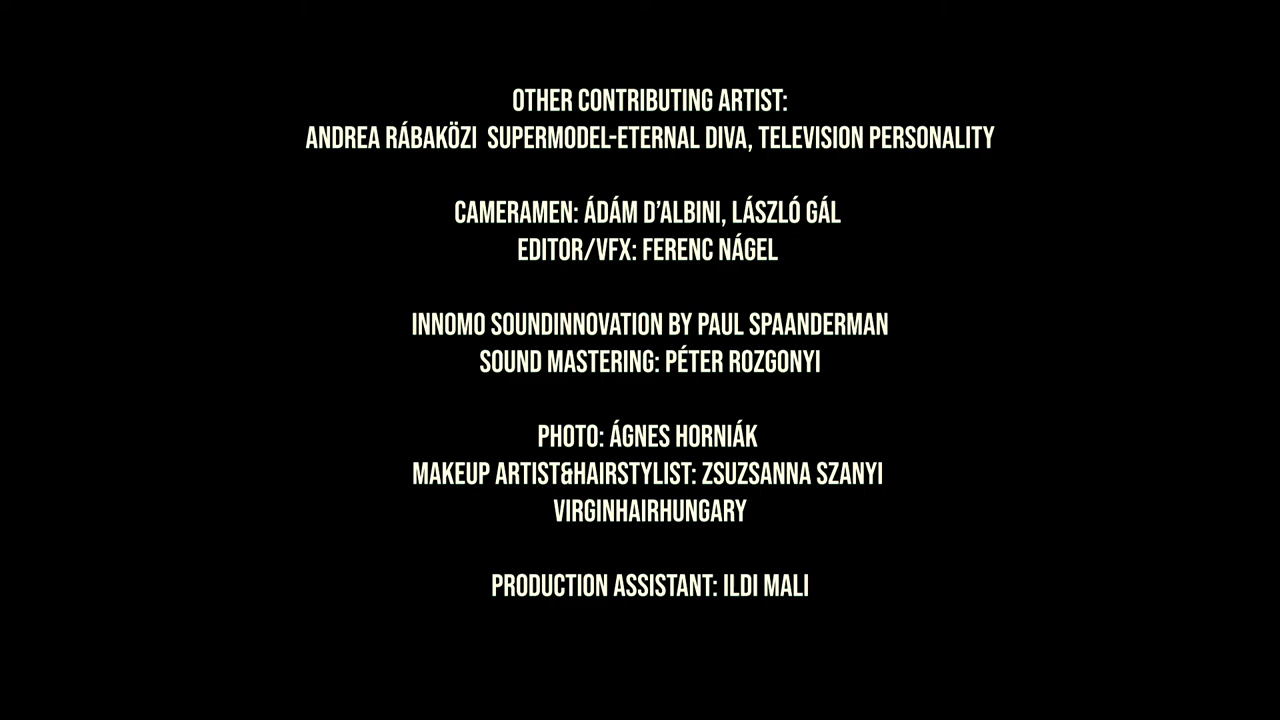 OTHER CONTRIBUTING ARTIST:
ANDREA RÁBAKÖZI SUPERMODEL-ETERNAL DIVA, TELEVISION PERSONALITY
CAMERAMEN: ÁDÁM D'ALBINI, LÁSZLÓ GÁL
EDITOR/VFX: FERENC NÁGEL
INNOMO SOUNDINNOVATION BY PAUL SPAANDERMAN
SOUND MASTERING: PÉTER ROZGONYI
PHOTO: ÁGNES HORNIÁK
MAKEUP ARTIST&HAIRSTYLIST: ZSUZSANNA SZANYI
VIRGINHAIRHUNGARY
PRODUCTION ASSISTANT: ILDI MALI